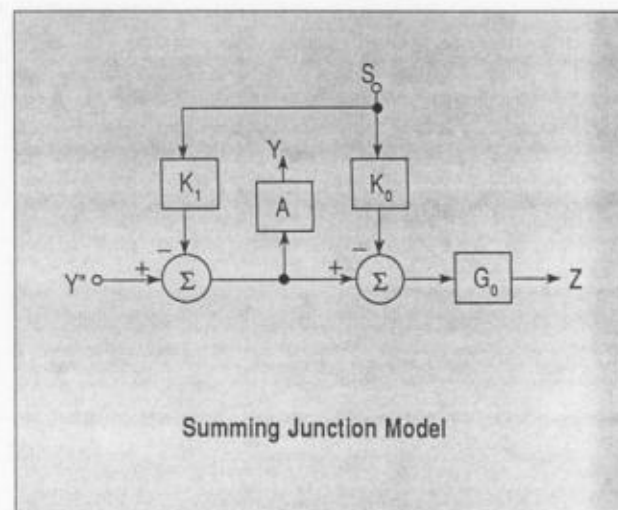 S
Y
K₁
A
K₀
− −
Y" + Σ + Σ G₀ Z
Summing Junction Model